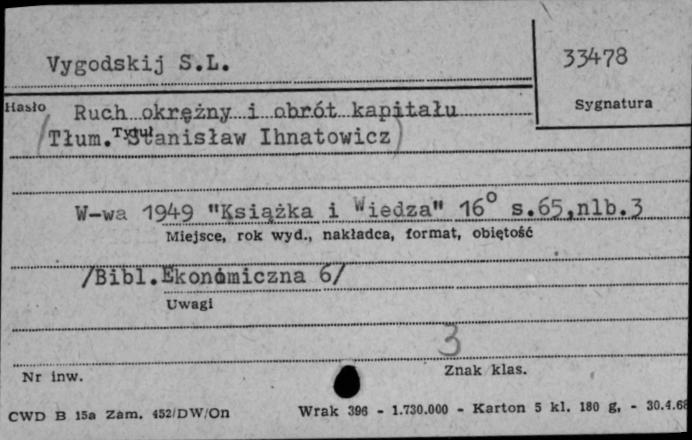 Vygodskij S.L.
33478
Hasło
Sygnatura
Ruch okrężny i obrót kapitału
Tytuł
(Tłum. Stanisław Ihnatowicz)
W-wa 1949 "Książka i Wiedza" 16° s.65,nlb.3
Miejsce, rok wyd., nakładca, format, objętość
/Bibl.Ekonomiczna 6/
Uwagi
3
Nr inw.
Znak klas.
CWD B 15a Zam. 452/DW/On
Wrak 396 - 1.730.000 - Karton 5 kl. 180 g, - 30.4.68